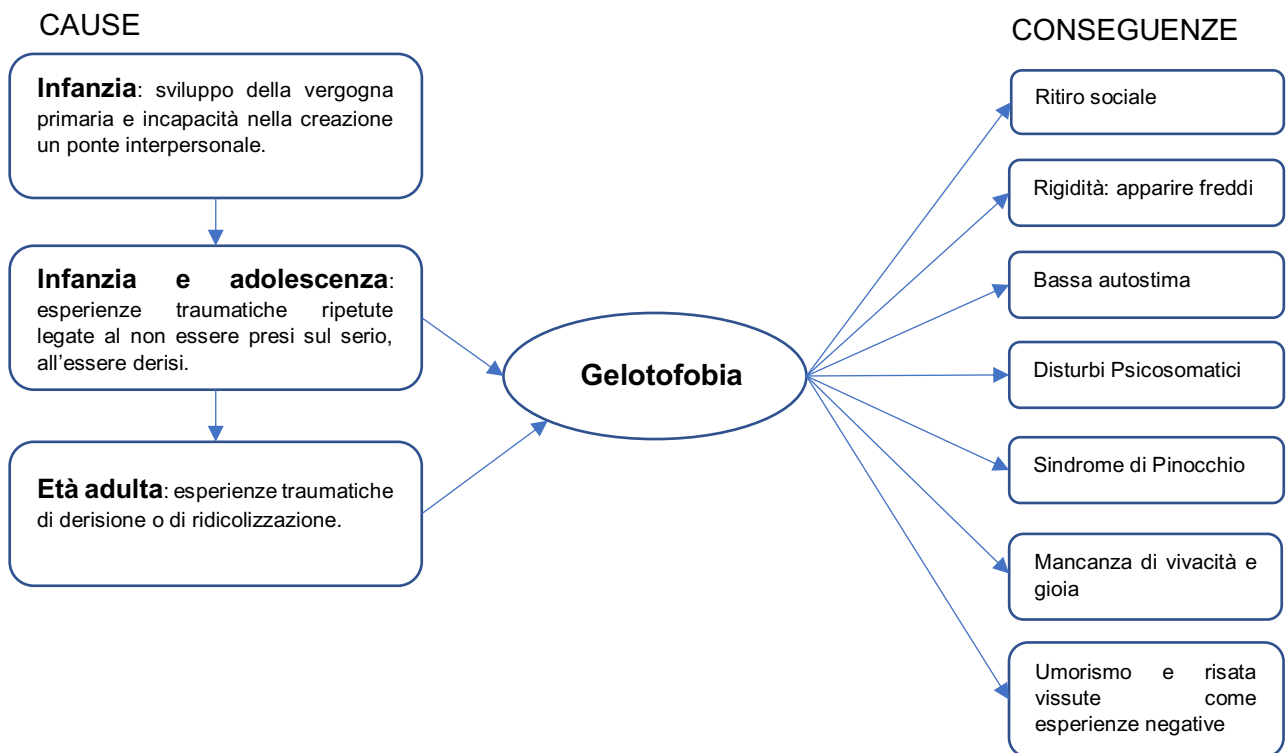 CAUSE
Infanzia: sviluppo della vergogna
primaria e incapacità nella creazione
un ponte interpersonale.
Infanzia e adolescenza:
esperienze traumatiche ripetute
legate al non essere presi sul serio,
all’essere derisi.
Età adulta: esperienze traumatiche
di derisione o di ridicolizzazione.
Gelotofobia
CONSEGUENZE
Ritiro sociale
Rigidità: apparire freddi
Bassa autostima
Disturbi Psicosomatici
Sindrome di Pinocchio
Mancanza di vivacità e
gioia
Umorismo e risata
vissute come
esperienze negative